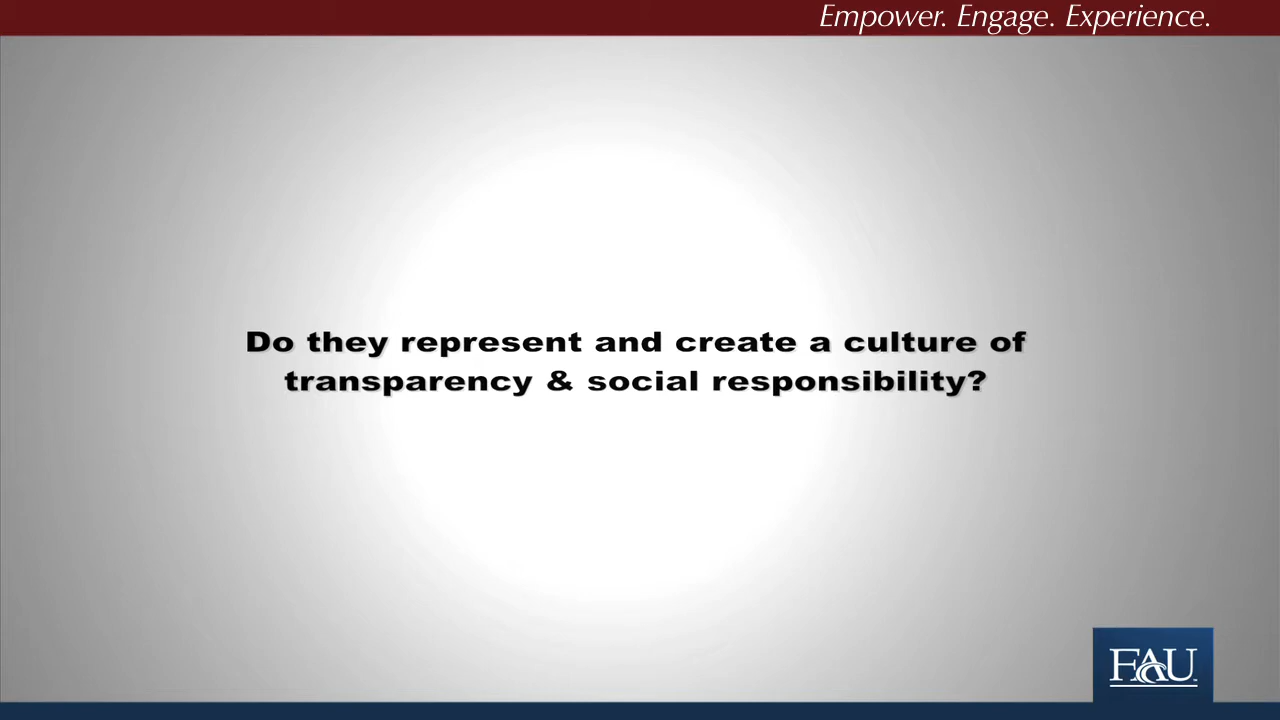 Empower. Engage. Experience.
Do they represent and create a culture of
transparency & social responsibility?
FAU